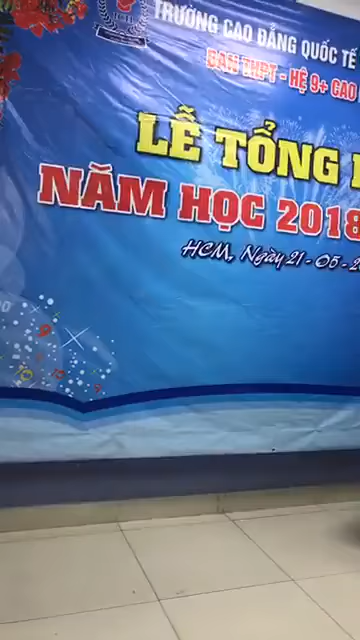 TRƯỜNG CAO ĐẲNG QUỐC TẾ
BAN THPT - HỆ 9+ CAO
LỄ TỔNG
NĂM HỌC 2018
HCM, Ngày 21 - 05 - 2